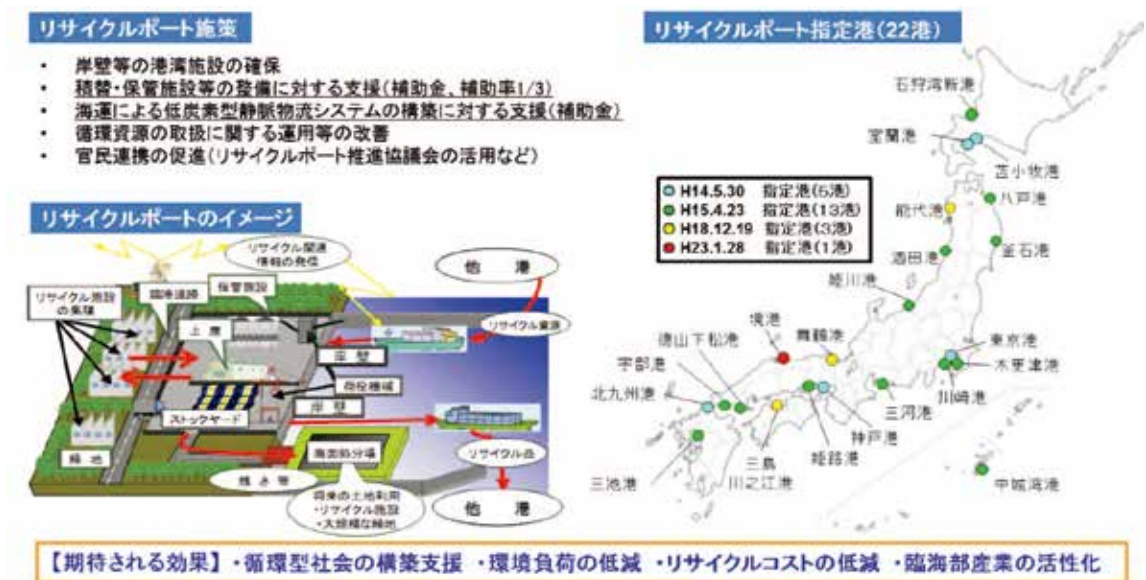 リサイクルポート施策
• 岸壁等の港湾施設の確保
• 積替・保管施設等の整備に対する支援(補助金、補助率1/3)
• 海運による低炭素型静脈物流システムの構築に対する支援(補助金)
• 循環資源の取扱に関する運用等の改善
• 官民連携の促進(リサイクルポート推進協議会の活用など)
リサイクルポートのイメージ
リサイクル関連
情報の発信
他 港
リサイクル施設
の集積
臨港道路
保管施設
上屋
リサイクル資源
岸 壁
荷役機械
岸 壁
ストックヤード
緑 地
海面処分場
リサイクル品
残さ等
将来の土地利用
・リサイクル施設
・大規模な緑地
他 港
リサイクルポート指定港(22港)
石狩湾新港
室蘭港
苫小牧港
H14.5.30 指定港(5港)
H15.4.23 指定港(13港)
H18.12.19 指定港(3港)
H23.1.28 指定港(1港)
能代港
八戸港
酒田港
釜石港
姫川港
境港
舞鶴港
徳山下松港
宇部港
北九州港
東京港
木更津港
川崎港
三河港
神戸港
姫路港
三島
川之江港
三池港
中城湾港
【期待される効果】 ・循環型社会の構築支援 ・環境負荷の低減 ・リサイクルコストの低減 ・臨海部産業の活性化